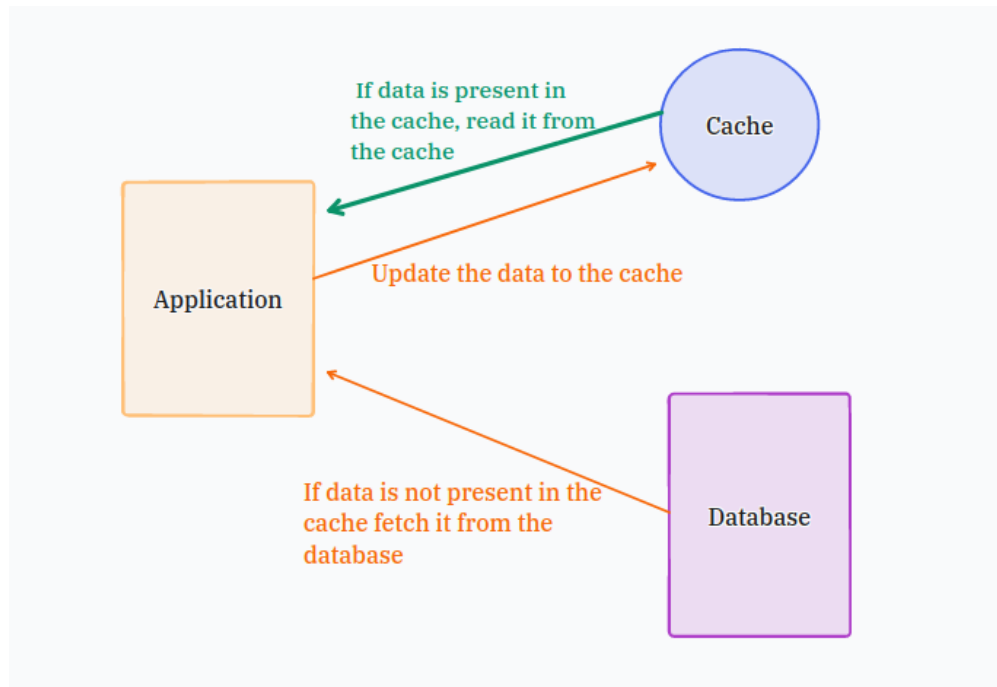 If data is present in
the cache, read it from
the cache
Cache
Update the data to the cache
Application
If data is not present in the
cache fetch it from the
database
Database